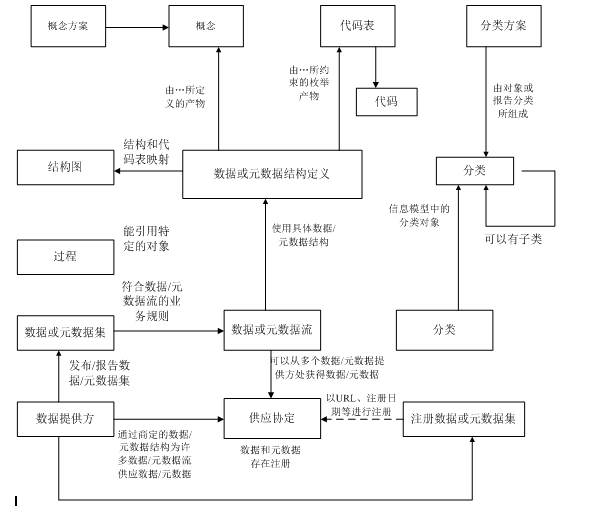 概念方案
概念
代码表
分类方案
由…所定
义的产物
由…所约
束的枚举
产物
代码
由对象或
报告分类
所组成
结构和代
码表映射
结构图
数据或元数据结构定义
分类
信息模型中的
分类对象
可以有子类
使用具体数据/
元数据结构
能引用特
定的对象
过程
符合数据/元
数据流的业
务规则
数据或元数据集
数据或元数据流
分类
发布/报告数
据/元数据集
可以从多个数据/元数据提
供方处获得数据/元数据
数据提供方
供应协定
以URL、注册日
期等进行注册
注册数据或元数据集
通过商定的数据/
元数据结构为许
多数据/元数据流
供应数据/元数据
数据和元数据
存在注册